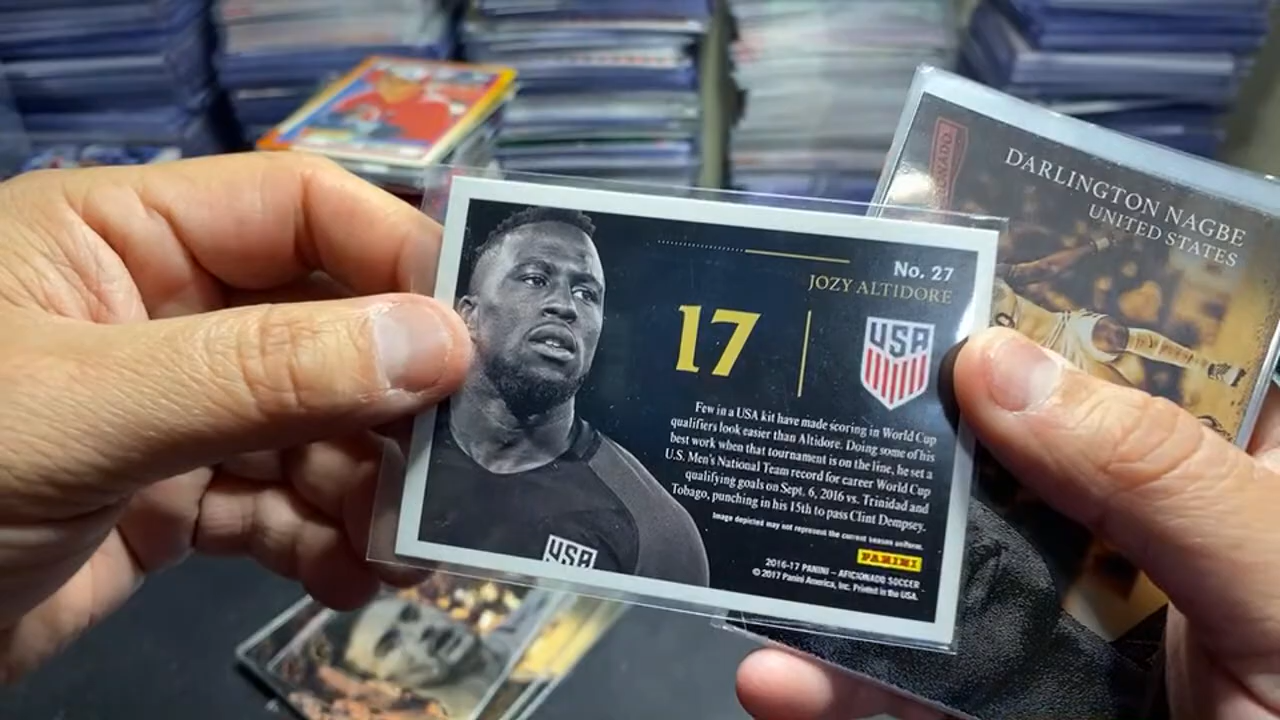 No. 27
JOZY ALTIDORE
17
USA
Few in a USA kit have made scoring in World Cup
qualifiers look easier than Altidore. Doing some of his
best work when that tournament is on the line, he set a
U.S. Men's National Team record for career World Cup
qualifying goals on Sept. 6, 2016 vs. Trinidad and
Tobago, punching in his 15th to pass Clint Dempsey.
Image depicted may not represent the current season uniform.
PANINI
2016-17 PANINI – AFICIONADO SOCCER
© 2017 Panini America, Inc. Printed in the USA.
USA
DARLINGTON NAGBE
UNITED STATES